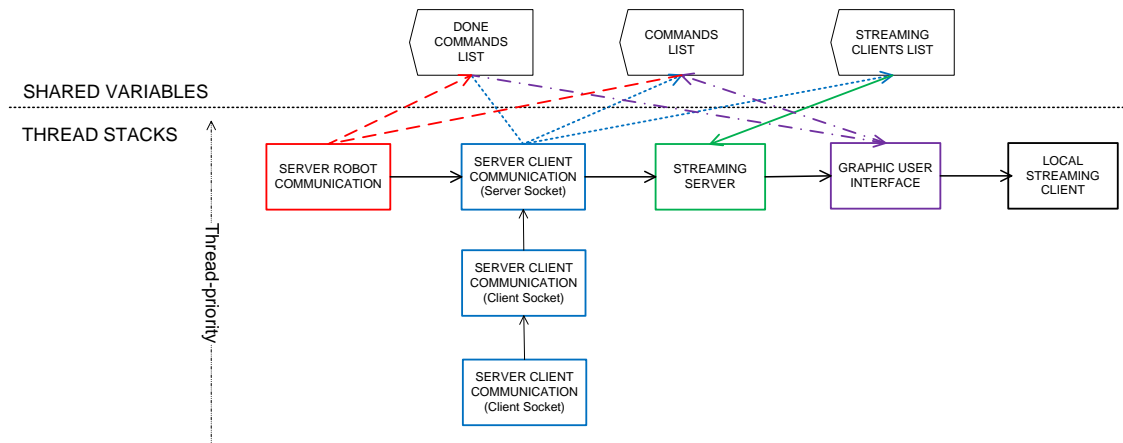 DONE
COMMANDS
LIST
COMMANDS
LIST
STREAMING
CLIENTS LIST
SHARED VARIABLES
THREAD STACKS
SERVER ROBOT
COMMUNICATION
SERVER CLIENT
COMMUNICATION
(Server Socket)
STREAMING
SERVER
GRAPHIC USER
INTERFACE
LOCAL
STREAMING
CLIENT
Thread-priority
SERVER CLIENT
COMMUNICATION
(Client Socket)
SERVER CLIENT
COMMUNICATION
(Client Socket)